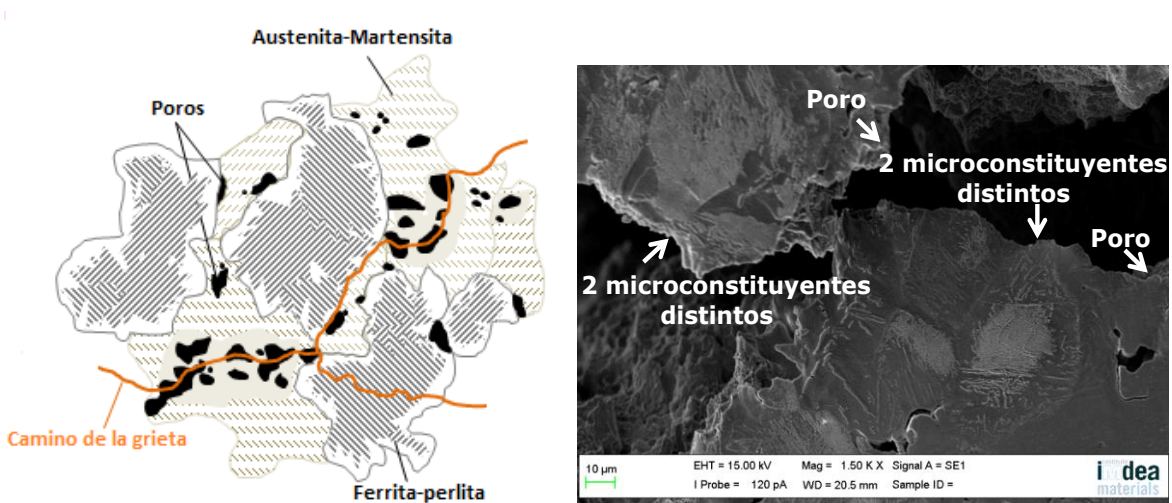 Austenita-Martensita
Poros
Camino de la grieta
Ferrita-perlita
Poro
2 microconstituyentes
distintos
Poro
2 microconstituyentes
distintos
10 µm
EHT = 15.00 kV Mag = 1.50 K X Signal A = SE1
I Probe = 120 pA WD = 20.5 mm Sample ID =
institute
imdea
materials